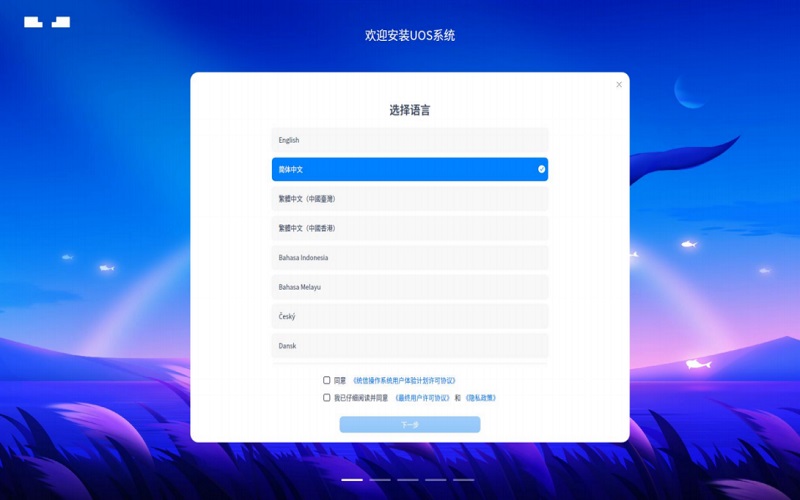 欢迎安装UOS系统
选择语言
English
简体中文
繁體中文（中國臺灣）
繁體中文（中國香港）
Bahasa Indonesia
Bahasa Melayu
Český
Dansk
同意 《统信操作系统用户体验计划许可协议》
我已仔细阅读并同意 《最终用户许可协议》 和 《隐私政策》
下一步